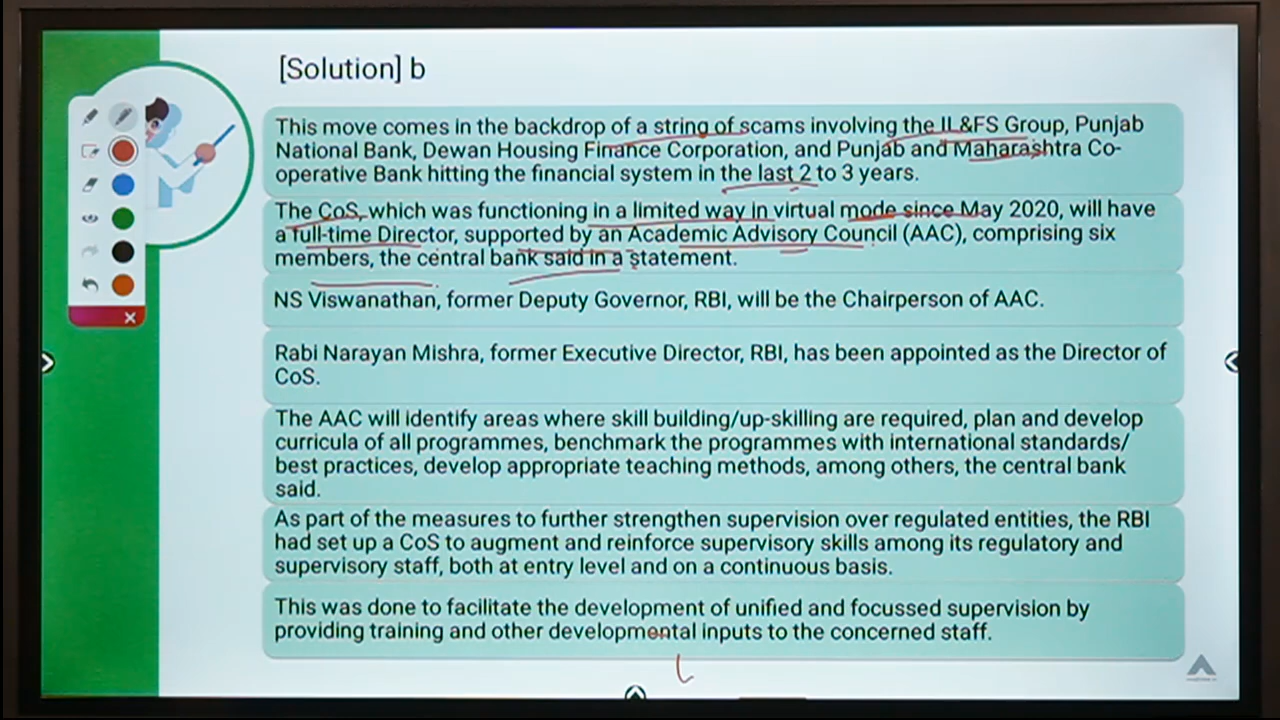 [Solution] b
This move comes in the backdrop of a string of scams involving the IL&FS Group, Punjab
National Bank, Dewan Housing Finance Corporation, and Punjab and Maharashtra Co-
operative Bank hitting the financial system in the last 2 to 3 years.
The CoS, which was functioning in a limited way in virtual mode since May 2020, will have
a full-time Director, supported by an Academic Advisory Council (AAC), comprising six
members, the central bank said in a statement.
NS Viswanathan, former Deputy Governor, RBI, will be the Chairperson of AAC.
Rabi Narayan Mishra, former Executive Director, RBI, has been appointed as the Director of
CoS.
The AAC will identify areas where skill building/up-skilling are required, plan and develop
curricula of all programmes, benchmark the programmes with international standards/
best practices, develop appropriate teaching methods, among others, the central bank
said.
As part of the measures to further strengthen supervision over regulated entities, the RBI
had set up a CoS to augment and reinforce supervisory skills among its regulatory and
supervisory staff, both at entry level and on a continuous basis.
This was done to facilitate the development of unified and focussed supervision by
providing training and other developmental inputs to the concerned staff.